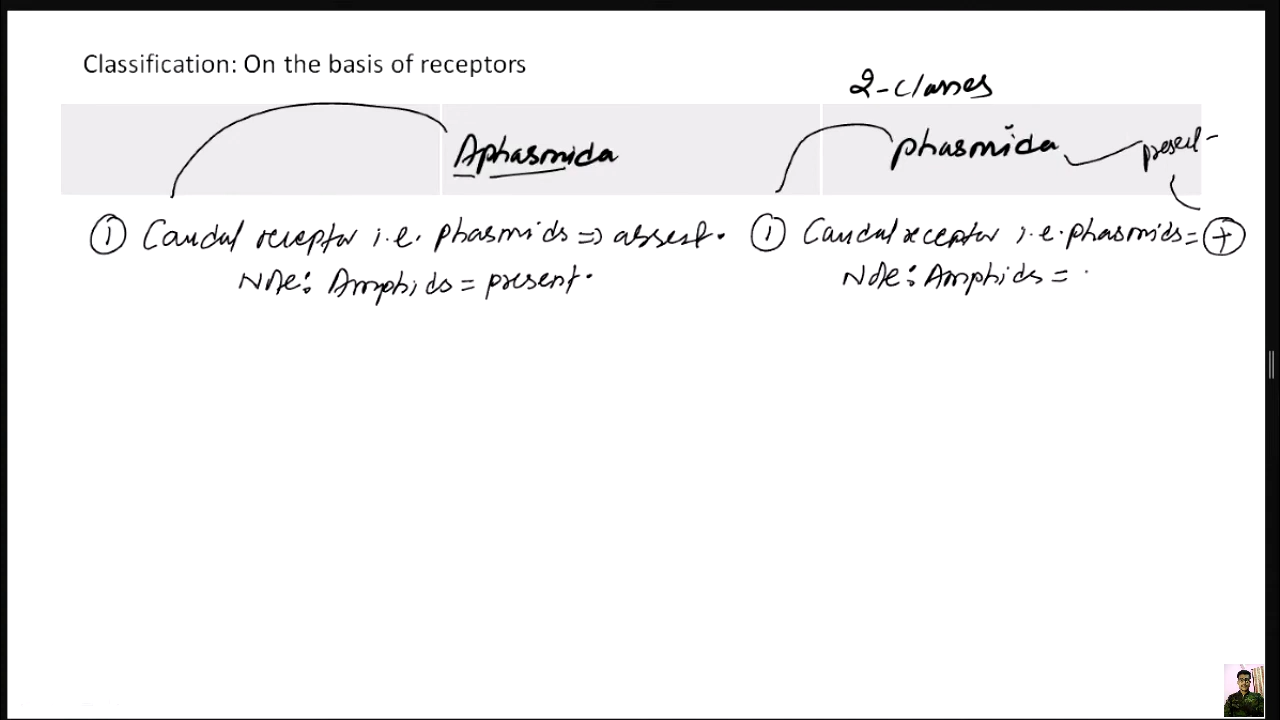 Classification: On the basis of receptors
2-classes
Aphasmida
phasmida present
① Caudal receptor i.e. phasmids => absent.
Note: Amphids = present.
① Caudal receptor i.e. phasmids = +
Note: Amphids =